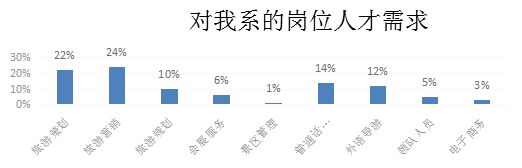 对我系的岗位人才需求
30%
20%
10%
0%
22%
24%
10%
6%
1%
14%
12%
5%
3%
旅游策划
旅游营销
旅游规划
会展服务
景区管理
普通话…
外语导游
领队人员
电子商务